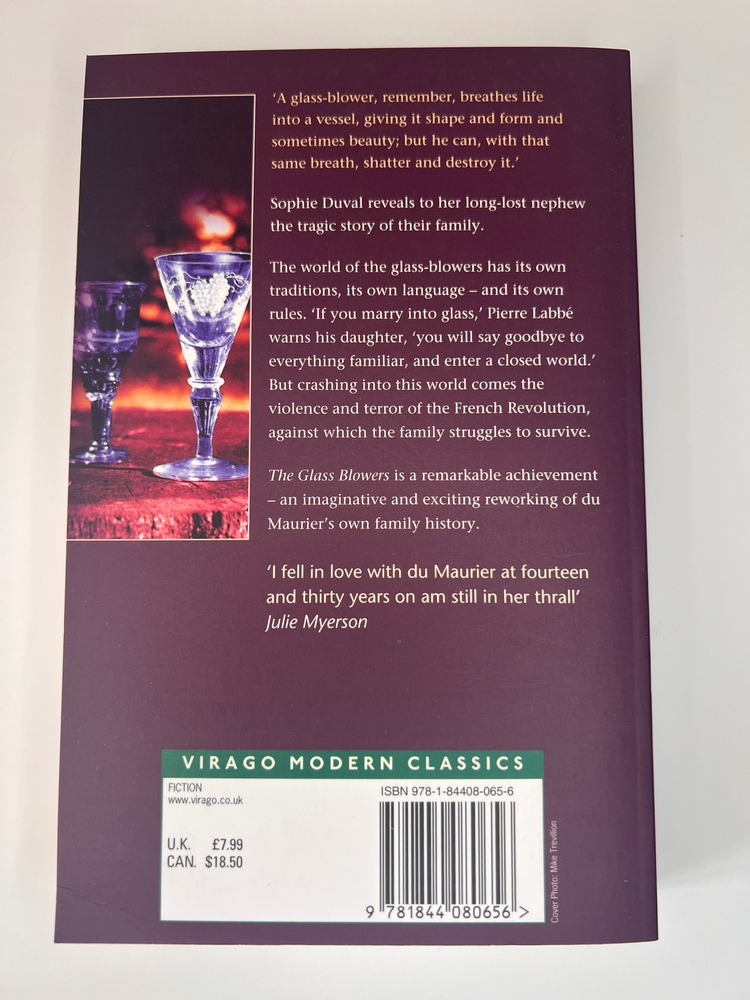 ‘A glass-blower, remember, breathes life
into a vessel, giving it shape and form and
sometimes beauty; but he can, with that
same breath, shatter and destroy it.’
Sophie Duval reveals to her long-lost nephew
the tragic story of their family.
The world of the glass-blowers has its own
traditions, its own language – and its own
rules. ‘If you marry into glass,’ Pierre Labbé
warns his daughter, ‘you will say goodbye to
everything familiar, and enter a closed world.’
But crashing into this world comes the
violence and terror of the French Revolution,
against which the family struggles to survive.
The Glass Blowers is a remarkable achievement
– an imaginative and exciting reworking of du
Maurier’s own family history.
‘I fell in love with du Maurier at fourteen
and thirty years on am still in her thrall’
Julie Myerson
VIRAGO MODERN CLASSICS
FICTION
www.virago.co.uk
U.K. £7.99
CAN. $18.50
ISBN 978-1-84408-065-6
9 781844 080656 >
Cover Photo: Mike Trevillion